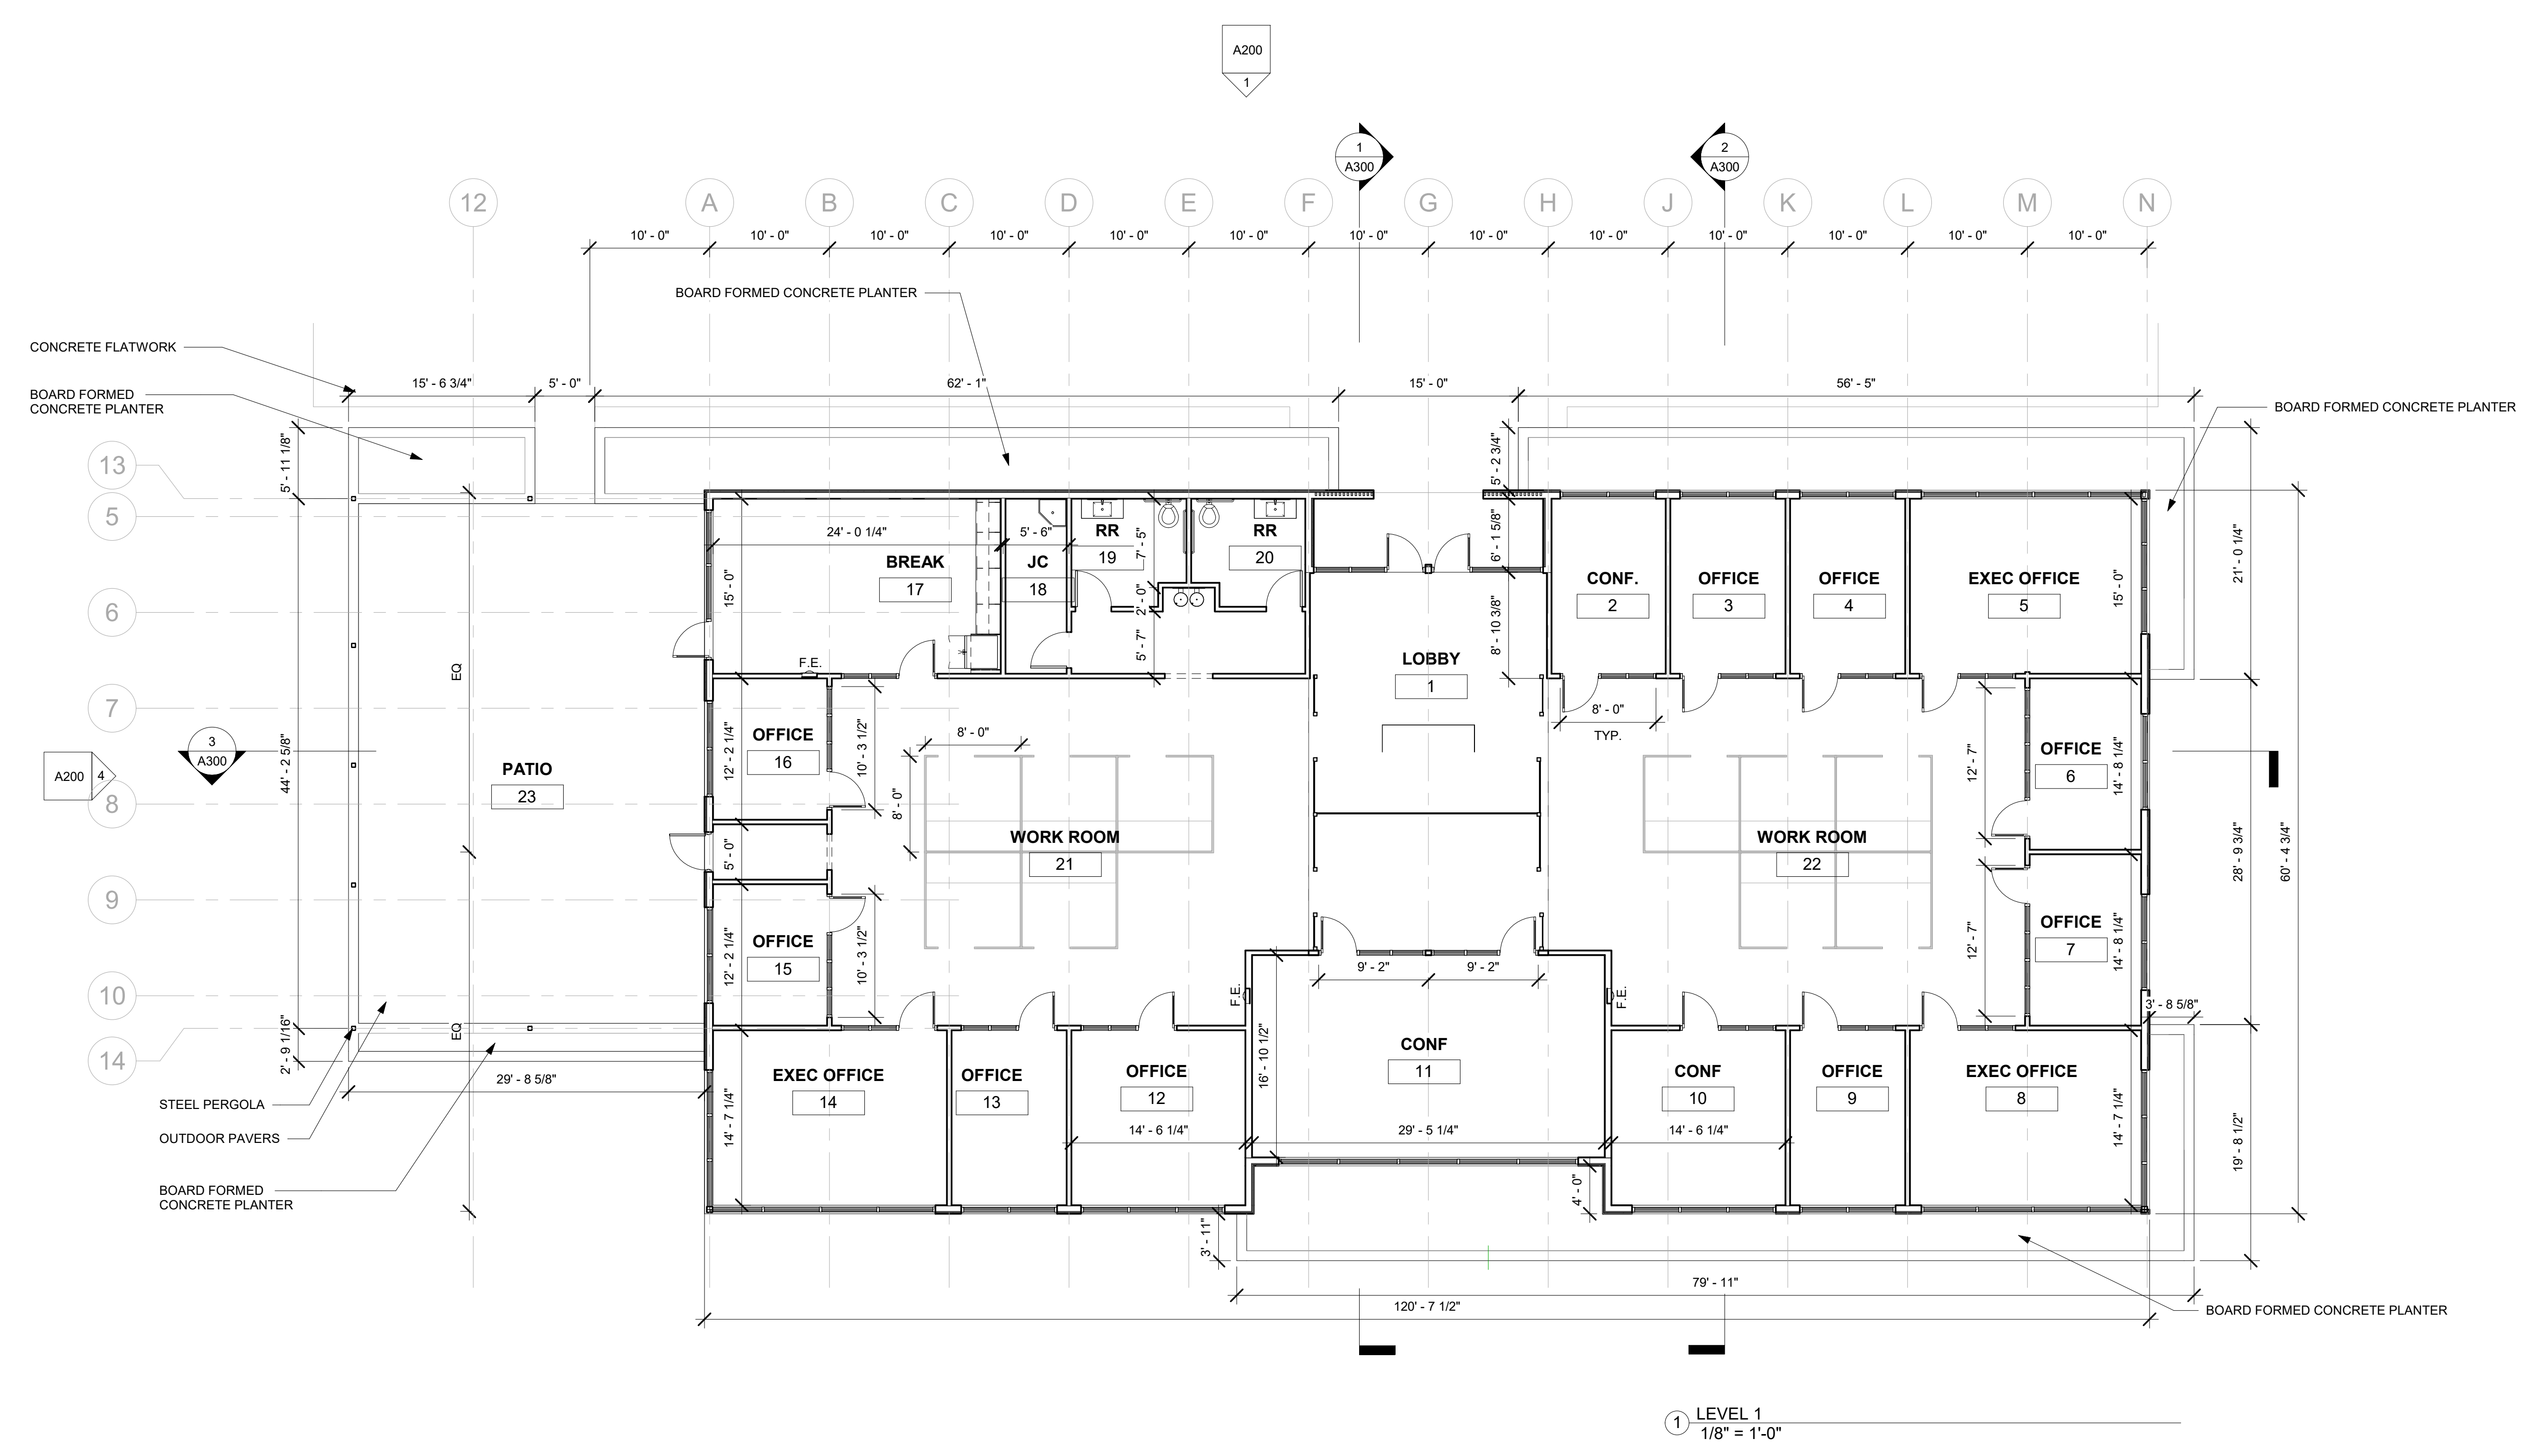 A200
1
1
A300
2
A300
12
A
B
C
D
E
F
G
H
J
K
L
M
N
10' - 0"
10' - 0"
10' - 0"
10' - 0"
10' - 0"
10' - 0"
10' - 0"
10' - 0"
10' - 0"
10' - 0"
10' - 0"
10' - 0"
10' - 0"
BOARD FORMED CONCRETE PLANTER
CONCRETE FLATWORK
BOARD FORMED
CONCRETE PLANTER
15' - 6 3/4"
5' - 0"
62' - 1"
15' - 0"
56' - 5"
BOARD FORMED CONCRETE PLANTER
13
5
6
7
8
9
10
14
5' - 11 1/8"
44' - 2 5/8"
2' - 9 1/16"
EQ
EQ
3
A300
A200
4
PATIO
23
29' - 8 5/8"
STEEL PERGOLA
OUTDOOR PAVERS
BOARD FORMED
CONCRETE PLANTER
24' - 0 1/4"
15' - 0"
BREAK
17
5' - 6"
JC
18
RR
19
7' - 5"
2' - 0"
5' - 7"
RR
20
F.E.
5' - 2 3/4"
6' - 1 5/8"
8' - 10 3/8"
LOBBY
1
CONF.
2
OFFICE
3
OFFICE
4
EXEC OFFICE
5
15' - 0"
21' - 0 1/4"
8' - 0"
TYP.
12' - 2 1/4"
OFFICE
16
10' - 3 1/2"
8' - 0"
8' - 0"
WORK ROOM
21
5' - 0"
12' - 2 1/4"
OFFICE
15
10' - 3 1/2"
WORK ROOM
22
12' - 7"
OFFICE
6
14' - 8 1/4"
12' - 7"
OFFICE
7
14' - 8 1/4"
28' - 9 3/4"
60' - 4 3/4"
3' - 8 5/8"
9' - 2"
9' - 2"
F.E.
F.E.
16' - 10 1/2"
CONF
11
29' - 5 1/4"
14' - 7 1/4"
EXEC OFFICE
14
OFFICE
13
OFFICE
12
14' - 6 1/4"
CONF
10
14' - 6 1/4"
OFFICE
9
EXEC OFFICE
8
14' - 7 1/4"
19' - 8 1/2"
4' - 0"
3' - 11"
79' - 11"
120' - 7 1/2"
BOARD FORMED CONCRETE PLANTER
1
LEVEL 1
1/8" = 1'-0"